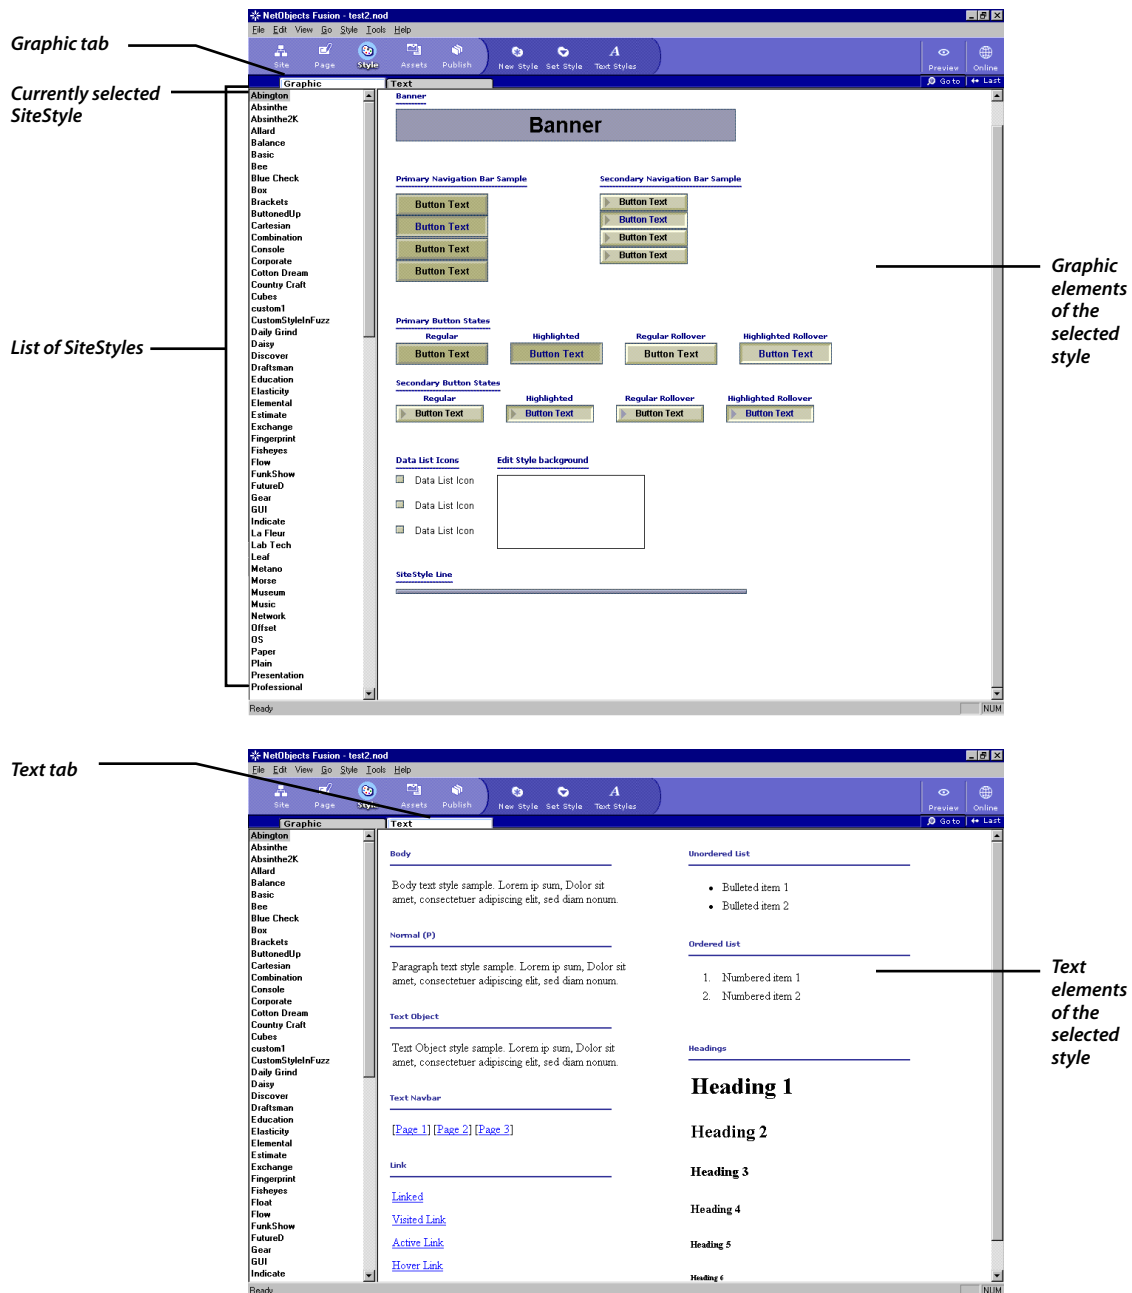 NetObjects Fusion - test2.nod
File Edit View Go Style Tools Help
Graphic tab
Site Page Style Assets Publish New Style Set Style Text Styles Preview Online
Graphic Text Go to Last
Currently selected
SiteStyle
List of SiteStyles
Abington
Absinthe
Absinthe2K
Allard
Balance
Basic
Bee
Blue Check
Box
Brackets
ButtonedUp
Cartesian
Combination
Console
Corporate
Cotton Dream
Country Craft
Cubes
custom1
CustomStyleInFuzz
Daily Grind
Daisy
Discover
Draftsman
Education
Elasticity
Elemental
Estimate
Exchange
Fingerprint
Fisheyes
Flow
FunkShow
FutureD
Gear
GUI
Indicate
La Fleur
Lab Tech
Leaf
Metano
Morse
Museum
Music
Network
Offset
OS
Paper
Plain
Presentation
Professional
Banner
Banner
Primary Navigation Bar Sample
Button Text
Button Text
Button Text
Button Text
Secondary Navigation Bar Sample
Button Text
Button Text
Button Text
Button Text
Primary Button States
Regular Highlighted Regular Rollover Highlighted Rollover
Button Text Button Text Button Text Button Text
Secondary Button States
Regular Highlighted Regular Rollover Highlighted Rollover
Button Text Button Text Button Text Button Text
Data List Icons Edit Style background
Data List Icon
Data List Icon
Data List Icon
SiteStyle Line
Graphic
elements
of the
selected
style
Ready NUM
NetObjects Fusion - test2.nod
File Edit View Go Style Tools Help
Text tab
Site Page Style Assets Publish New Style Set Style Text Styles Preview Online
Graphic Text Go to Last
Abington
Absinthe
Absinthe2K
Allard
Balance
Basic
Bee
Blue Check
Box
Brackets
ButtonedUp
Cartesian
Combination
Console
Corporate
Cotton Dream
Country Craft
Cubes
custom1
CustomStyleInFuzz
Daily Grind
Daisy
Discover
Draftsman
Education
Elasticity
Elemental
Estimate
Exchange
Fingerprint
Fisheyes
Float
Flow
FunkShow
FutureD
Gear
GUI
Indicate
Body
Body text style sample. Lorem ip sum, Dolor sit
amet, consectetuer adipiscing elit, sed diam nonum.
Normal (P)
Paragraph text style sample. Lorem ip sum, Dolor sit
amet, consectetuer adipiscing elit, sed diam nonum.
Text Object
Text Object style sample. Lorem ip sum, Dolor sit
amet, consectetuer adipiscing elit, sed diam nonum.
Text Navbar
[Page 1] [Page 2] [Page 3]
Link
Linked
Visited Link
Active Link
Hover Link
Unordered List
• Bulleted item 1
• Bulleted item 2
Ordered List
1. Numbered item 1
2. Numbered item 2
Headings
Heading 1
Heading 2
Heading 3
Heading 4
Heading 5
Heading 6
Text
elements
of the
selected
style
Ready NUM